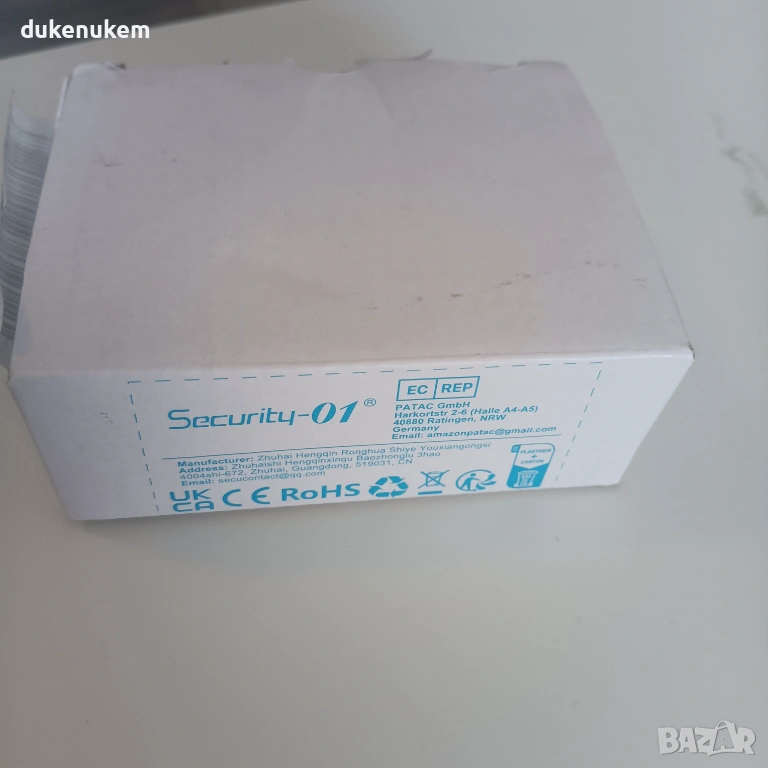 dukenukem
Security-01®
EC REP
PATAC GmbH
Harkortstr 2-6 (Halle A4-A5)
40880 Ratingen, NRW
Germany
Email: amazonpatac@gmail.com
Manufacturer: Zhuhai Hengqin Ronghua Shiye Youxiangongsi
Address: Zhuhaishi Hengqinxinqu Baozhonglu 3hao
4004shi-672, Zhuhai, Guangdong, 519031, CN
Email: secucontact@qq.com
UK
CA CE RoHS
PLASTIQUE
+
CARTON
BAZAR